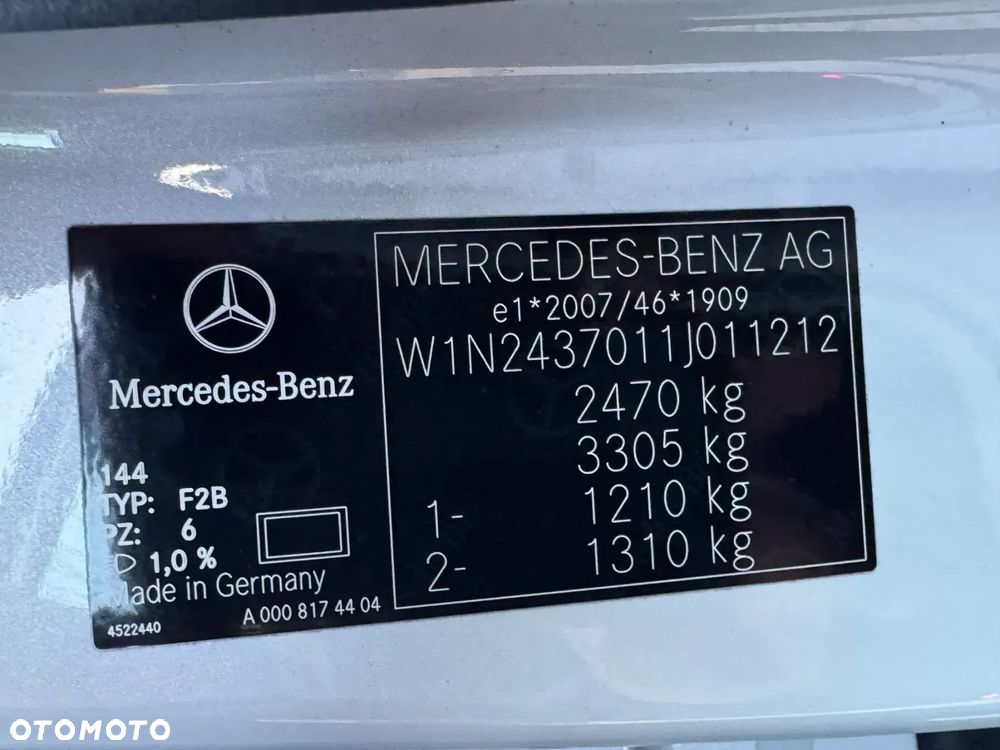 Mercedes-Benz
144
TYP: F2B
PZ: 6
1,0 %
Made in Germany
A 000 817 44 04
4522440
MERCEDES-BENZ AG
e1*2007/46*1909
W1N2437011J011212
2470 kg
3305 kg
1- 1210 kg
2- 1310 kg
OTOMOTO